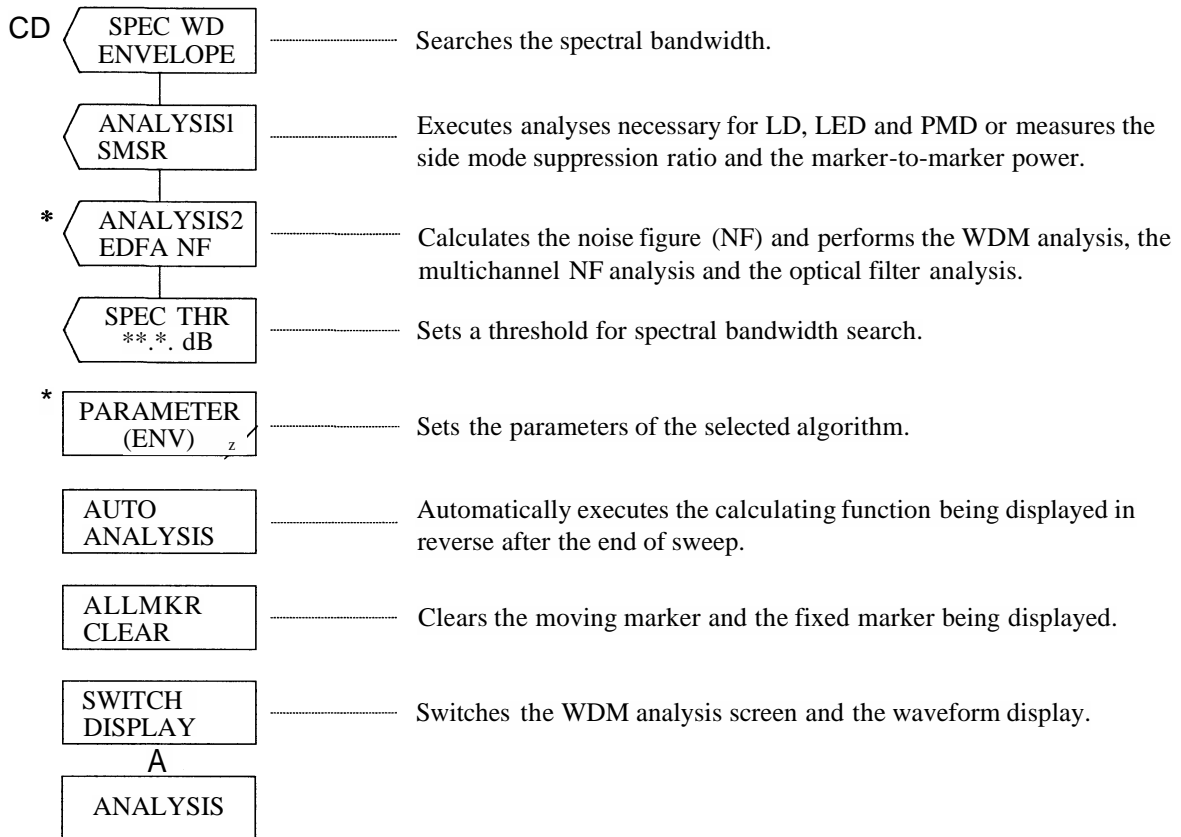 CD
SPEC WD
ENVELOPE
Searches the spectral bandwidth.
ANALYSISl
SMSR
Executes analyses necessary for LD, LED and PMD or measures the
side mode suppression ratio and the marker-to-marker power.
*
ANALYSIS2
EDFA NF
Calculates the noise figure (NF) and performs the WDM analysis, the
multichannel NF analysis and the optical filter analysis.
SPEC THR
**.*. dB
Sets a threshold for spectral bandwidth search.
*
PARAMETER
(ENV) z
Sets the parameters of the selected algorithm.
AUTO
ANALYSIS
Automatically executes the calculating function being displayed in
reverse after the end of sweep.
ALLMKR
CLEAR
Clears the moving marker and the fixed marker being displayed.
SWITCH
DISPLAY
Switches the WDM analysis screen and the waveform display.
A
ANALYSIS